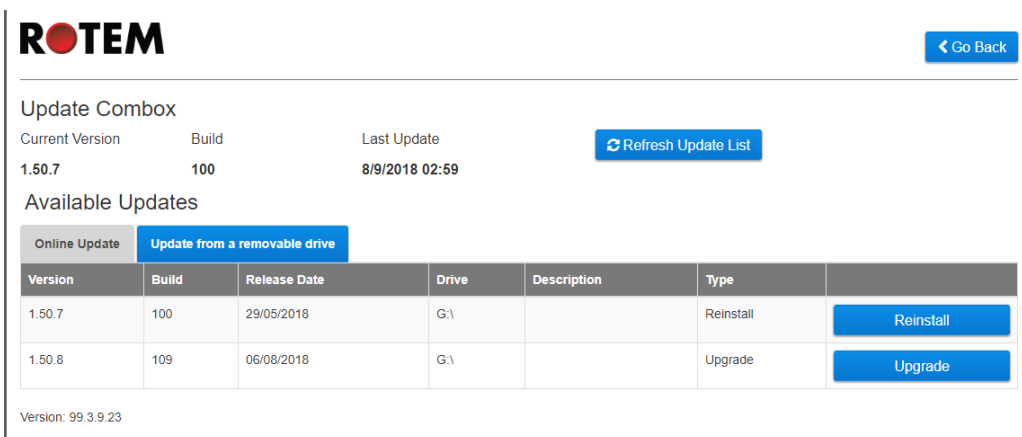 ROTEM
Go Back
Update Combox
Current Version Build Last Update
Refresh Update List
1.50.7 100 8/9/2018 02:59
Available Updates
Online Update Update from a removable drive
Version Build Release Date Drive Description Type
1.50.7 100 29/05/2018 G:\ Reinstall Reinstall
1.50.8 109 06/08/2018 G:\ Upgrade Upgrade
Version: 99.3.9.23